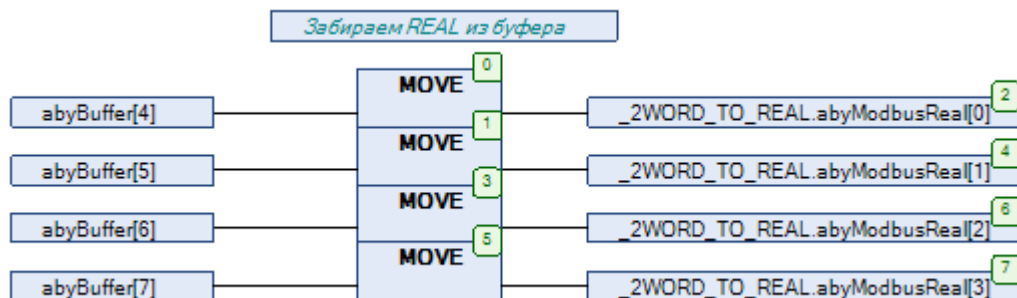 Забираем REAL из буфера
0
MOVE
abyBuffer[4]
2
_2WORD_TO_REAL.abyModbusReal[0]
1
MOVE
abyBuffer[5]
4
_2WORD_TO_REAL.abyModbusReal[1]
3
MOVE
abyBuffer[6]
6
_2WORD_TO_REAL.abyModbusReal[2]
5
MOVE
abyBuffer[7]
7
_2WORD_TO_REAL.abyModbusReal[3]